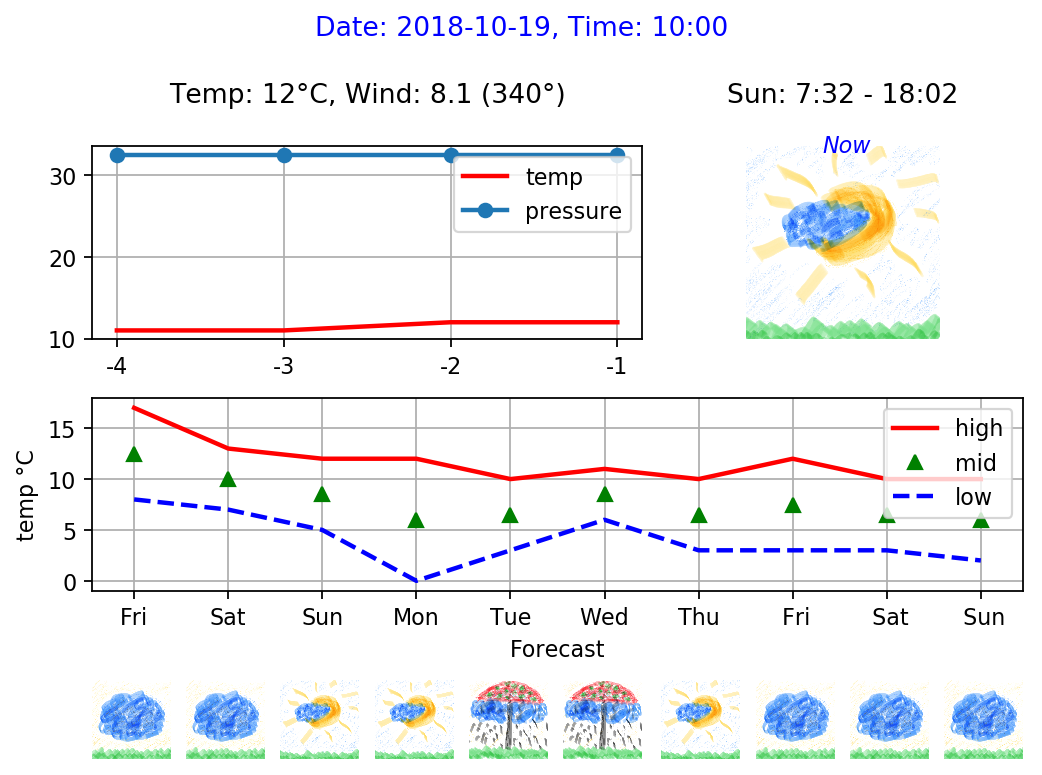 Date: 2018-10-19, Time: 10:00
Temp: 12°C, Wind: 8.1 (340°)
Sun: 7:32 - 18:02
Now
30
20
10
temp
pressure
-4 -3 -2 -1
temp °C
15
10
5
0
high
mid
low
Fri Sat Sun Mon Tue Wed Thu Fri Sat Sun
Forecast